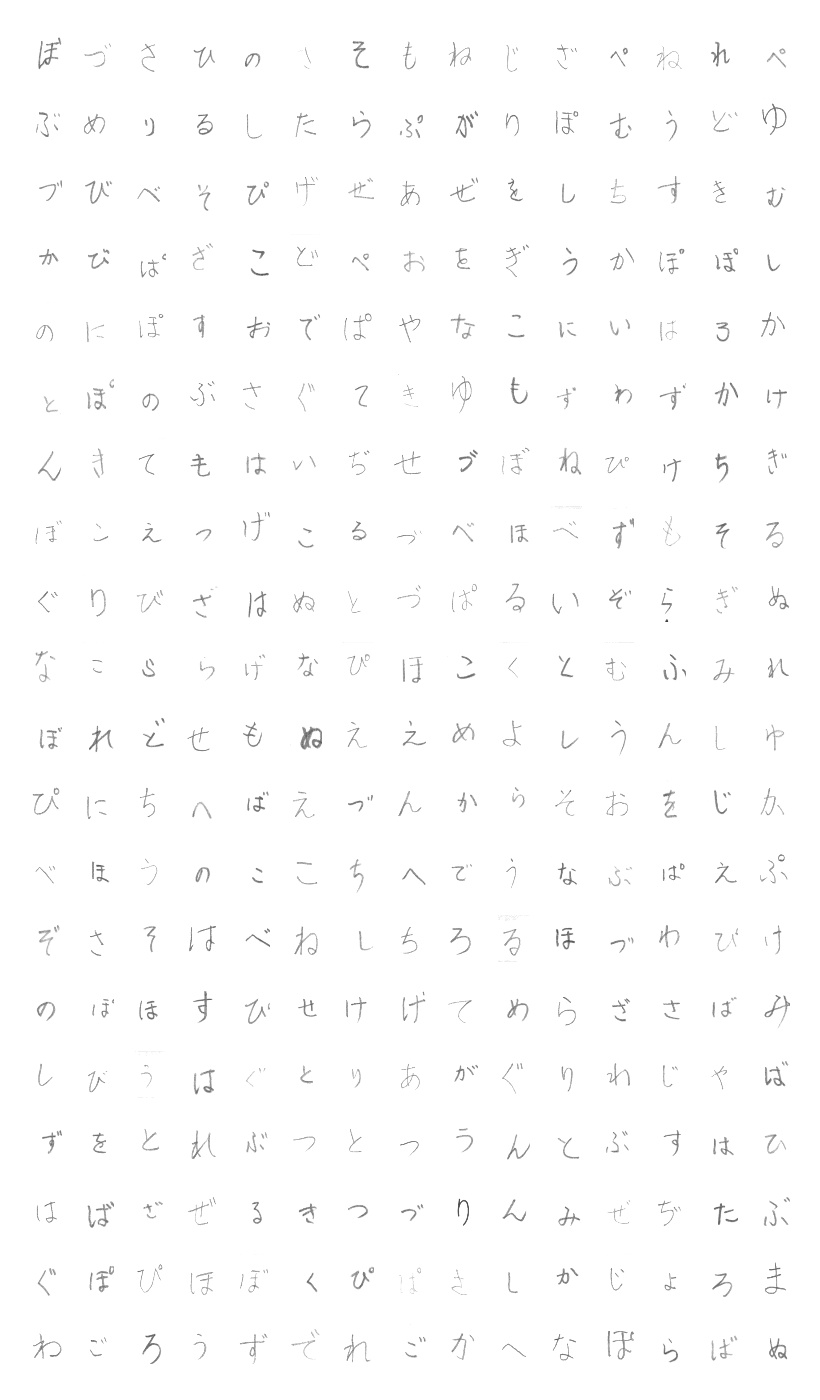 ぼづさひのさそもねじざぺねれぺ
ぶめりるしたらぷがりぽむうどゆ
づびべそぴげぜあぜをしちすきむ
かびぱざこどぺおをぎうかぽぽし
のにぽすおでぱやなこにいはろか
とぽのぶさぐてきゆもずわずかけ
んきてもはいぢせづぼねぴけちぎ
ぼこえつげこるづべほべずもそる
ぐりびざはぬとづぱるいぞらぎぬ
なこららげなぴほこくとむふみれ
ぼれどせもぬええめよしうんしゆ
ぴにちへばえづんからそおをじか
べほうのここちへでうなぶぱえぷ
ぞさそはべねしちろるほづわびけ
のぼほすびせけげてめらざさばみ
しびうはぐとりあがぐりわじやば
ずをとれぶつとつうんとぶすはひ
はばざぜるきつづりんみぜぢたぶ
ぐぽぴほぼくぴぱさしかじょろま
わごろうずでれごかへなぽらばぬ